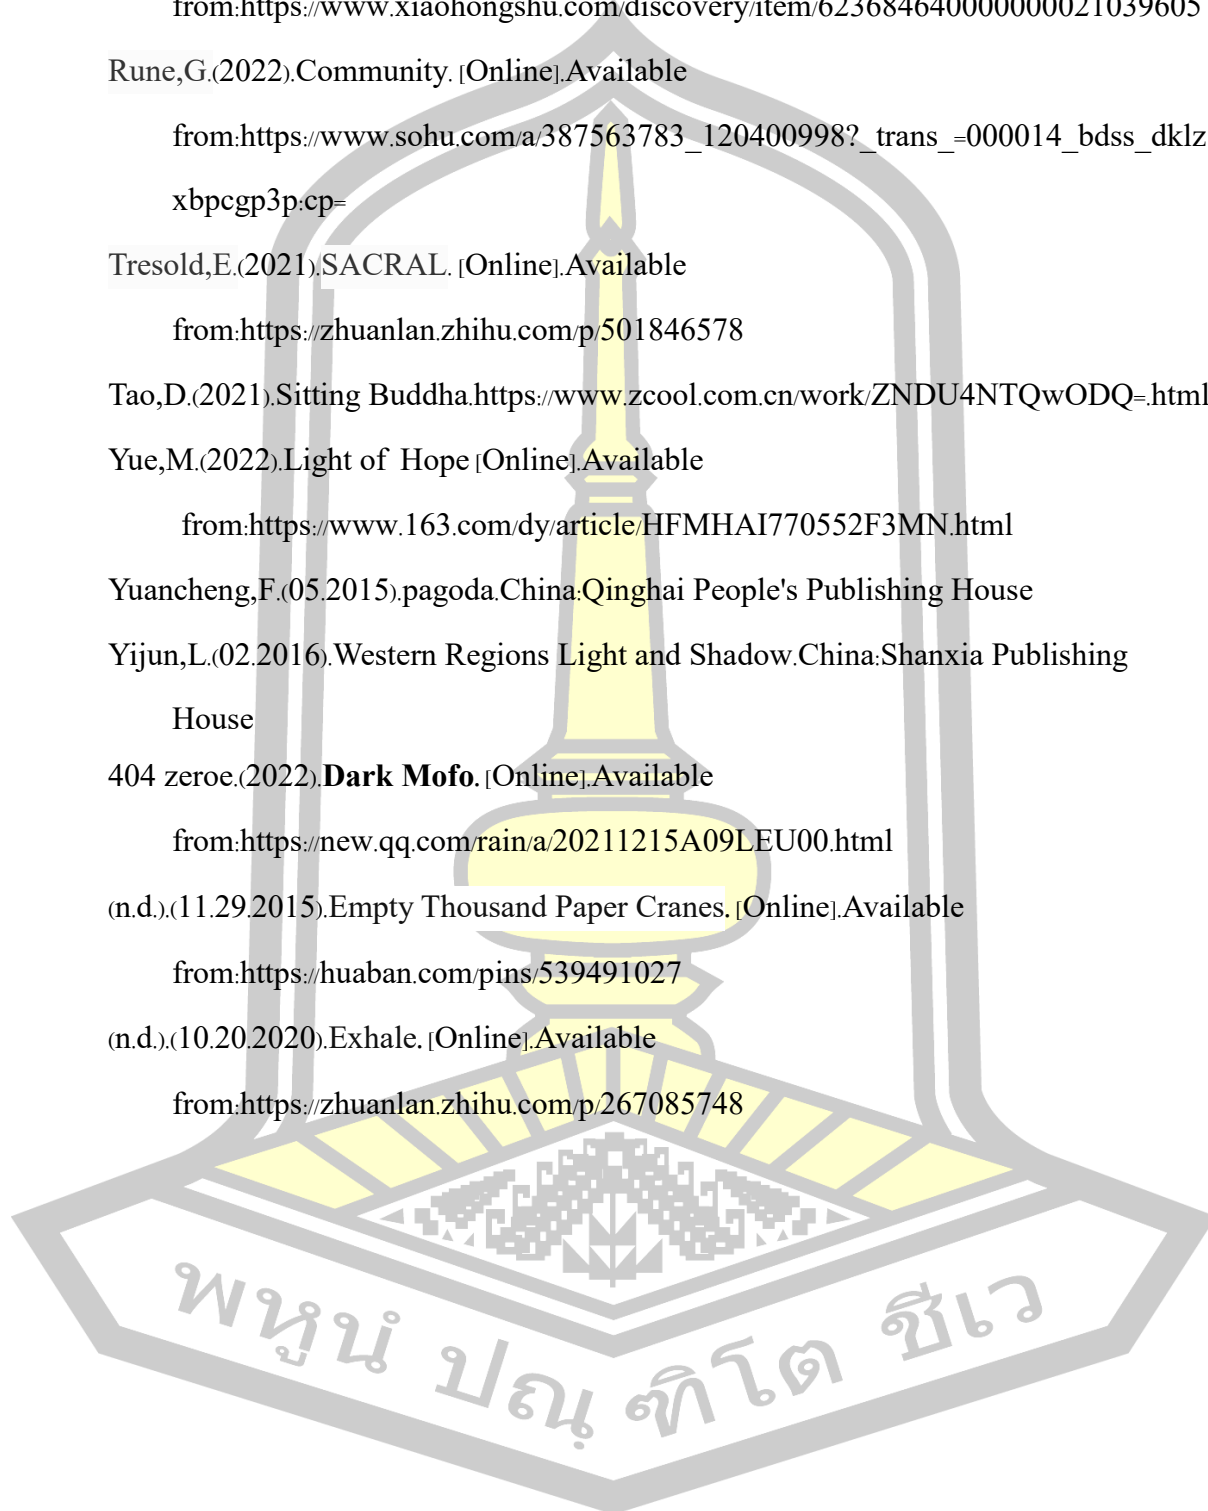 from:https://www.xiaohongshu.com/discovery/item/623684640000000021039605
Rune,G.(2022).Community. [Online].Available
from:https://www.sohu.com/a/387563783_120400998?_trans_=000014_bdss_dklz
xbpcgp3p:cp=
Tresold,E.(2021).SACRAL. [Online].Available
from:https://zhuanlan.zhihu.com/p/501846578
Tao,D.(2021).Sitting Buddha.https://www.zcool.com.cn/work/ZNDU4NTQwODQ=.html
Yue,M.(2022).Light of Hope [Online].Available
from:https://www.163.com/dy/article/HFMHAI770552F3MN.html
Yuancheng,F.(05.2015).pagoda.China:Qinghai People's Publishing House
Yijun,L.(02.2016).Western Regions Light and Shadow.China:Shanxia Publishing
House
404 zeroe.(2022).Dark Mofo. [Online].Available
from:https://new.qq.com/rain/a/20211215A09LEU00.html
(n.d.).(11.29.2015).Empty Thousand Paper Cranes. [Online].Available
from:https://huaban.com/pins/539491027
(n.d.).(10.20.2020).Exhale. [Online].Available
from:https://zhuanlan.zhihu.com/p/267085748
พหูนํ ปณฺฑิโต ชีเว